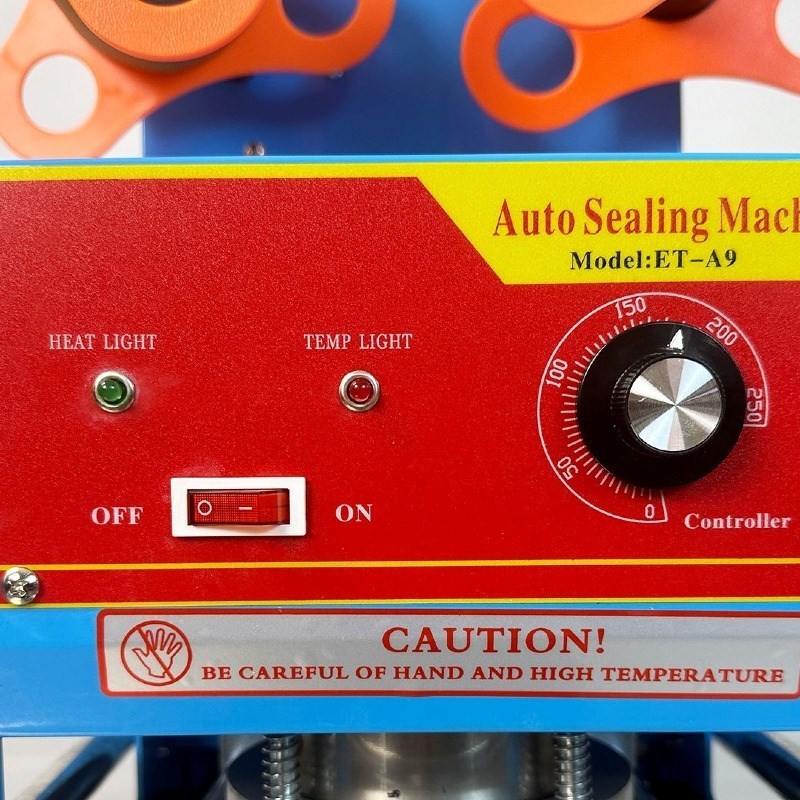 Auto Sealing Mach
Model:ET-A9
HEAT LIGHT
TEMP LIGHT
0
50
100
150
200
250
Controller
OFF
O
—
ON
CAUTION!
BE CAREFUL OF HAND AND HIGH TEMPERATURE